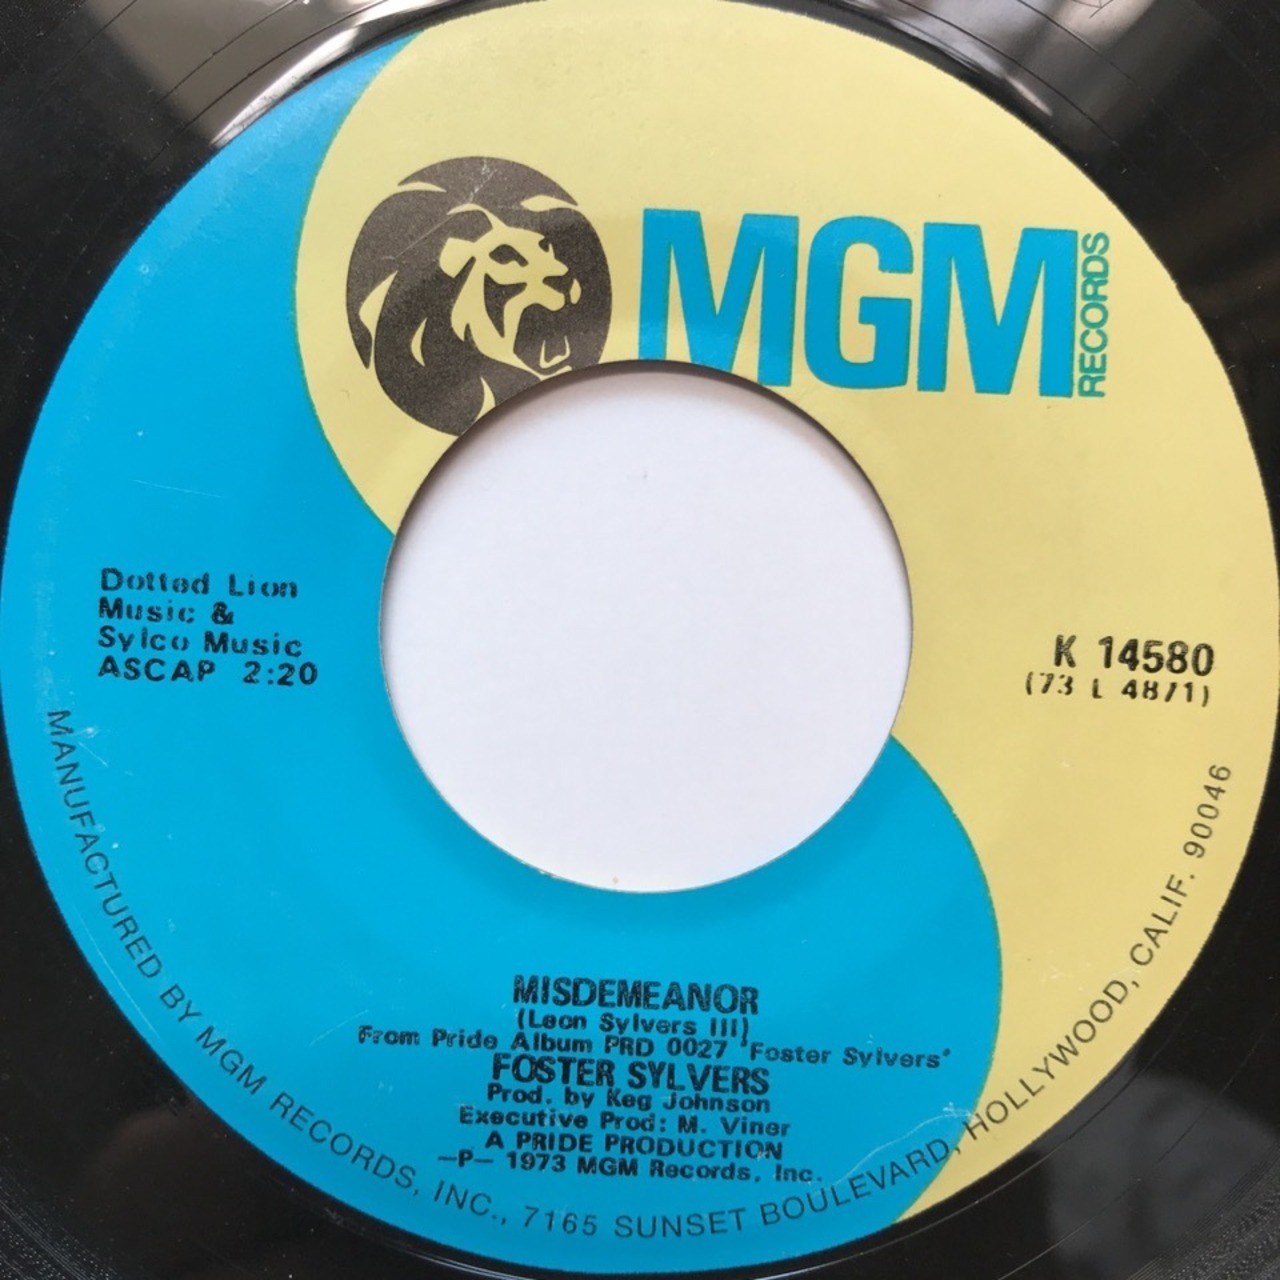 MGM
RECORDS
Dotted Lion
Music &
Sylco Music
ASCAP 2:20
K 14580
(73 L 4871)
MISDEMEANOR
(Leon Sylvers III)
From Pride Album PRD 0027 'Foster Sylvers'
FOSTER SYLVERS
Prod. by Keg Johnson
Executive Prod: M. Viner
A PRIDE PRODUCTION
—P— 1973 MGM Records, Inc.
MANUFACTURED BY MGM RECORDS, INC., 7165 SUNSET BOULEVARD, HOLLYWOOD, CALIF. 90046